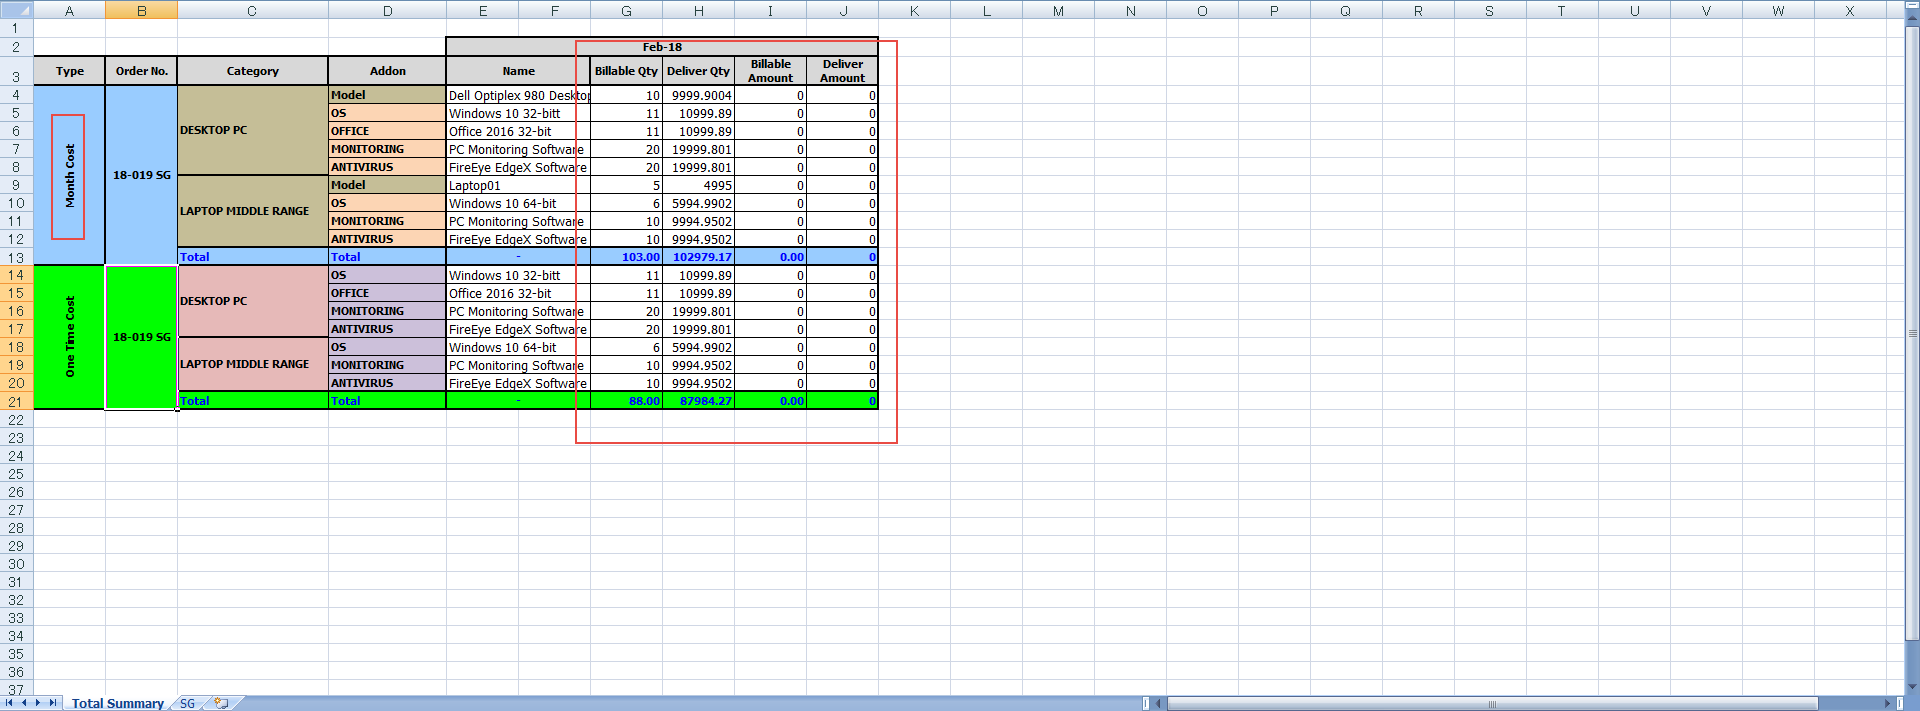 A B C D E F G H I J K L M N O P Q R S T U V W X
1
2 Feb-18
3 Type Order No. Category Addon Name Billable Qty Deliver Qty Billable Amount Deliver Amount
4 Model Dell Optiplex 980 Desktop 10 9999.9004 0 0
5 OS Windows 10 32-bitt 11 10999.89 0 0
6 DESKTOP PC OFFICE Office 2016 32-bit 11 10999.89 0 0
7 MONITORING PC Monitoring Software 20 19999.801 0 0
8 Month Cost 18-019 SG ANTIVIRUS FireEye EdgeX Software 20 19999.801 0 0
9 Model Laptop01 5 4995 0 0
10 LAPTOP MIDDLE RANGE OS Windows 10 64-bit 6 5994.9902 0 0
11 MONITORING PC Monitoring Software 10 9994.9502 0 0
12 ANTIVIRUS FireEye EdgeX Software 10 9994.9502 0 0
13 Total Total - 103.00 102979.17 0.00 0
14 OS Windows 10 32-bitt 11 10999.89 0 0
15 DESKTOP PC OFFICE Office 2016 32-bit 11 10999.89 0 0
16 MONITORING PC Monitoring Software 20 19999.801 0 0
17 One Time Cost 18-019 SG ANTIVIRUS FireEye EdgeX Software 20 19999.801 0 0
18 OS Windows 10 64-bit 6 5994.9902 0 0
19 LAPTOP MIDDLE RANGE MONITORING PC Monitoring Software 10 9994.9502 0 0
20 ANTIVIRUS FireEye EdgeX Software 10 9994.9502 0 0
21 Total Total - 88.00 87984.27 0.00 0
22
23
24
25
26
27
28
29
30
31
32
33
34
35
36
37
Total Summary SG